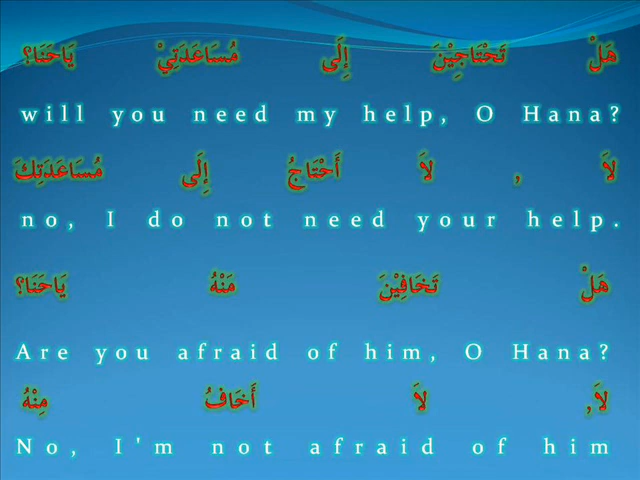 هَلْ تَحْتَاجِيْنَ إِلَى مُسَاعَدَتِيْ يَاحَنَا؟
will you need my help, O Hana?
لاَ , لاَ أَحْتَاجُ إِلَى مُسَاعَدَتِكَ
no, I do not need your help.
هَلْ تَخَافِيْنَ مَنْهُ يَاحَنَا؟
Are you afraid of him, O Hana?
لاَ, لاَ أَخَافُ مِنْهُ
No, I'm not afraid of him